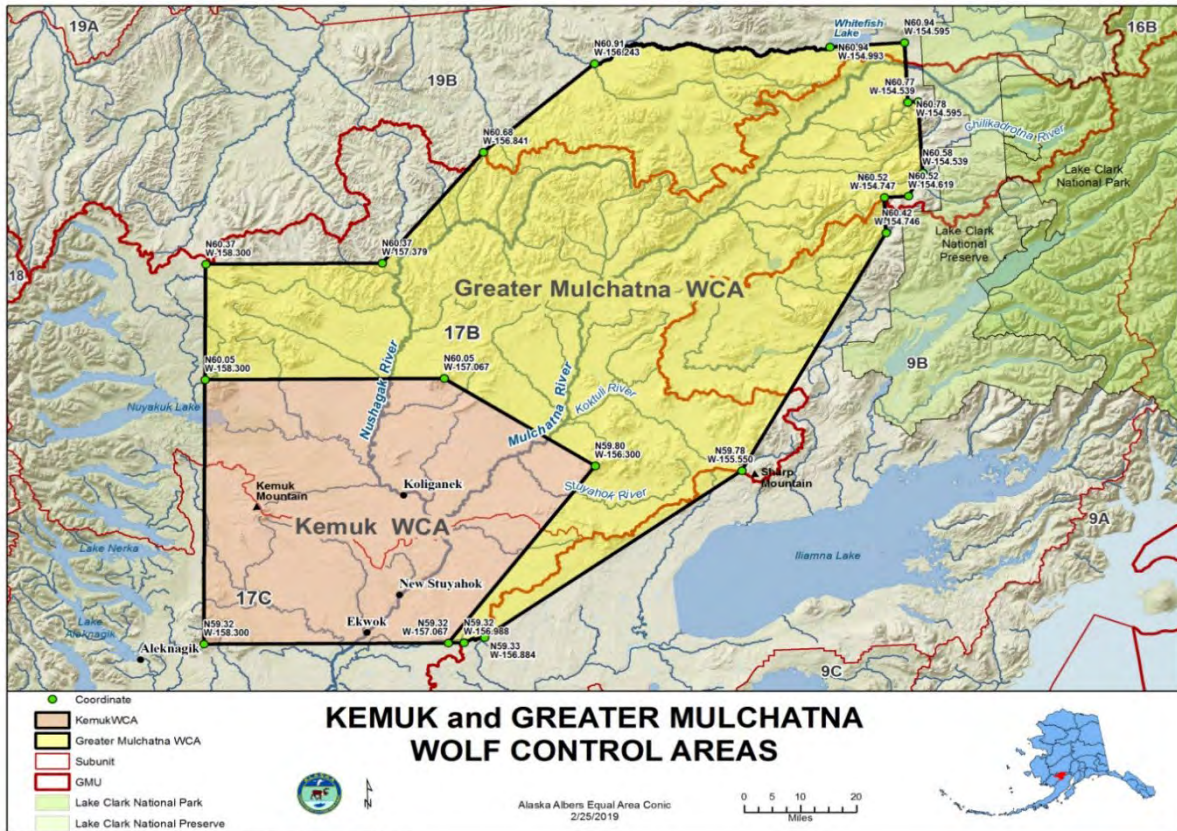 19A
Whitefish
Lake
N60.94
W-154.595
16B
N60.91
W-156.243
N60.94
W-154.993
19B
N60.77
W-154.539
N60.78
W-154.595
Chilikadrotna River
N60.68
W-156.841
N60.58
W-154.539
Lake Clark
National Park
N60.52
W-154.747
N60.52
W-154.619
N60.42
W-154.746
Lake Clark
National
Preserve
N60.37
W-158.300
N60.37
W-157.379
18
Greater Mulchatna WCA
17B
9B
N60.05
W-158.300
N60.05
W-157.067
Nushagak River
Mulchatna River
Koktuli River
Nuyakuk Lake
N59.80
W-156.300
N59.78
W-155.550
Sharp
Mountain
Stuyahok River
Kemuk
Mountain
Koliganek
Kemuk WCA
9A
Lake Nerka
Iliamna Lake
New Stuyahok
17C
Lake
Aleknagik
Ekwok
N59.32
W-158.300
N59.32
W-157.067
N59.32
W-156.988
N59.33
W-156.884
Aleknagik
9C
Coordinate
KemukWCA
Greater Mulchatna WCA
Subunit
GMU
Lake Clark National Park
Lake Clark National Preserve
KEMUK and GREATER MULCHATNA
WOLF CONTROL AREAS
N
Alaska Albers Equal Area Conic
2/25/2019
0 5 10 20
Miles